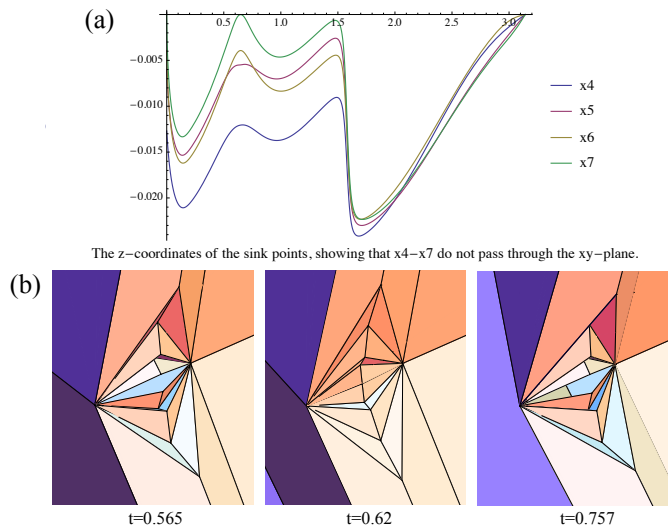 (a)
0.5 1.0 1.5 2.0 2.5 3.0
-0.005
-0.010
-0.015
-0.020
x4
x5
x6
x7
The z-coordinates of the sink points, showing that x4-x7 do not pass through the xy-plane.
(b)
t=0.565 t=0.62 t=0.757